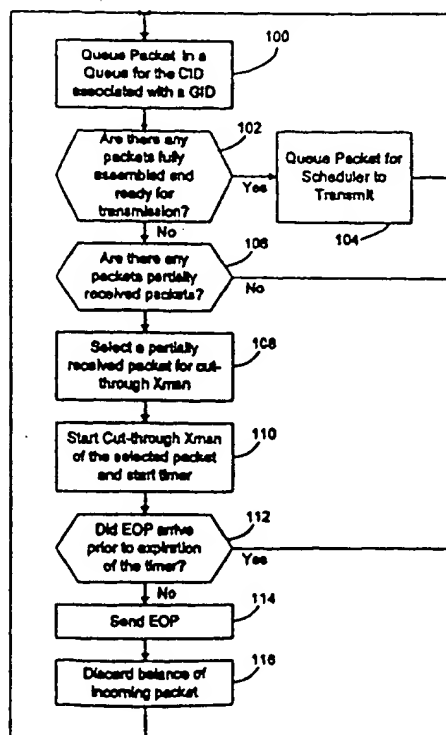 Queue Packet in a
Queue for the CID
associated with a GID
100
Are there any
packets fully
assembled end
ready for
transmission?
102
Yes
No
Queue Packet for
Scheduler to
Transmit
104
Are there any
packets partially
received packets?
106
No
Select a partially
received packet for cut-
through Xman
108
Start Cut-through Xman
of the selected packet
and start timer
110
Did EOP arrive
prior to expiration
of the timer?
112
Yes
No
Send EOP
114
Discard balance of
incoming packet
116